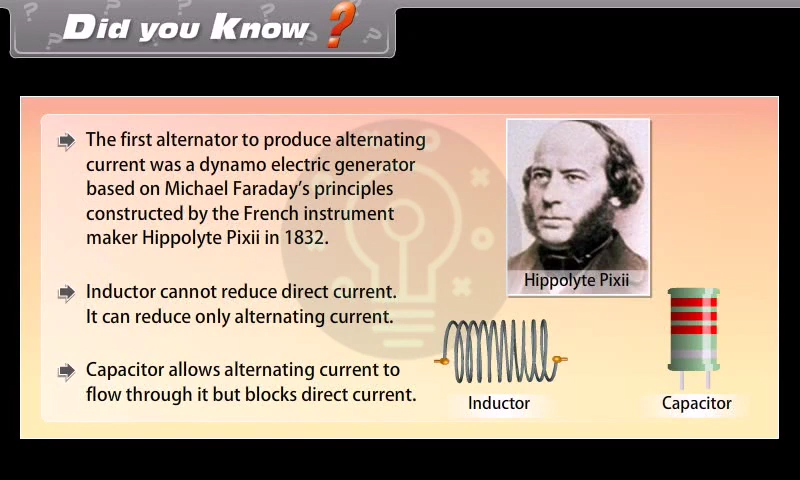 Did you Know ?
The first alternator to produce alternating
current was a dynamo electric generator
based on Michael Faraday's principles
constructed by the French instrument
maker Hippolyte Pixii in 1832.
Hippolyte Pixii
Inductor cannot reduce direct current.
It can reduce only alternating current.
Capacitor allows alternating current to
flow through it but blocks direct current.
Inductor
Capacitor